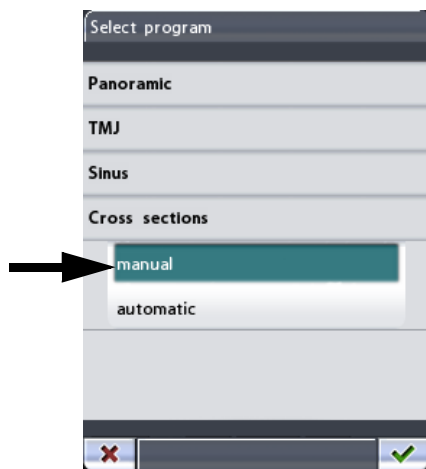 Select program
Panoramic
TMJ
Sinus
Cross sections
manual
automatic